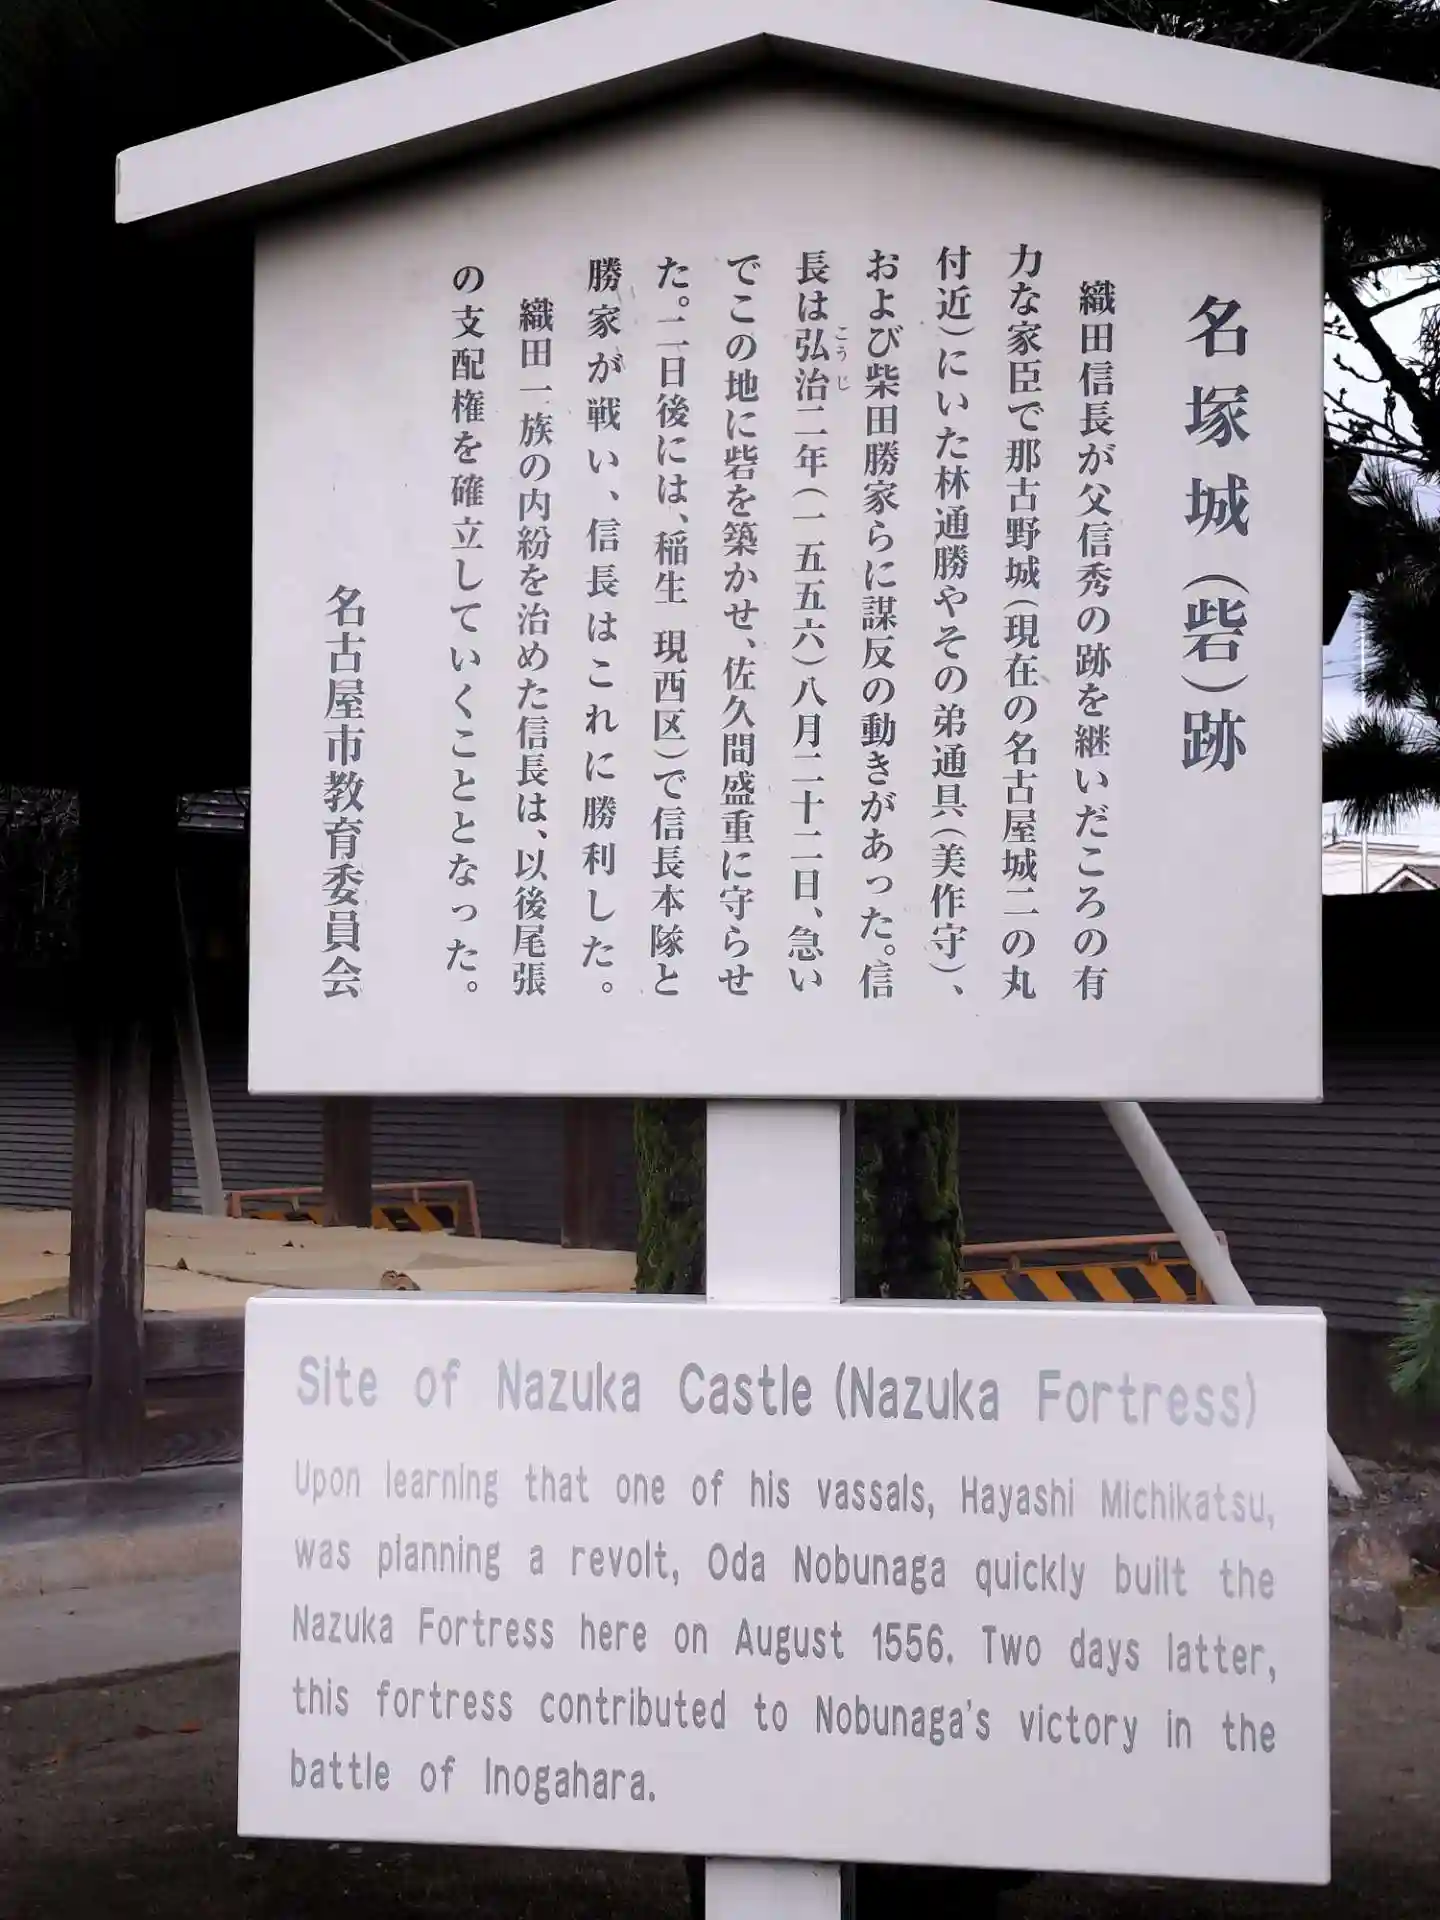 名塚城(砦)跡
織田信長が父信秀の跡を継いだころの有
力な家臣で那古野城(現在の名古屋城二の丸
付近)にいた林通勝やその弟通具(美作守)、
および柴田勝家らに謀反の動きがあった。信
長は弘治二年(一五五六)八月二十二日、急い
こうじ
でこの地に砦を築かせ、佐久間盛重に守らせ
た。二日後には、稲生 現西区)で信長本隊と
勝家が戦い、信長はこれに勝利した。
織田一族の内紛を治めた信長は、以後尾張
の支配権を確立していくこととなった。
名古屋市教育委員会
Site of Nazuka Castle (Nazuka Fortress)
Upon learning that one of his vassals, Hayashi Michikatsu,
was planning a revolt, Oda Nobunaga quickly built the
Nazuka Fortress here on August 1556. Two days latter,
this fortress contributed to Nobunaga's victory in the
battle of Inogahara.